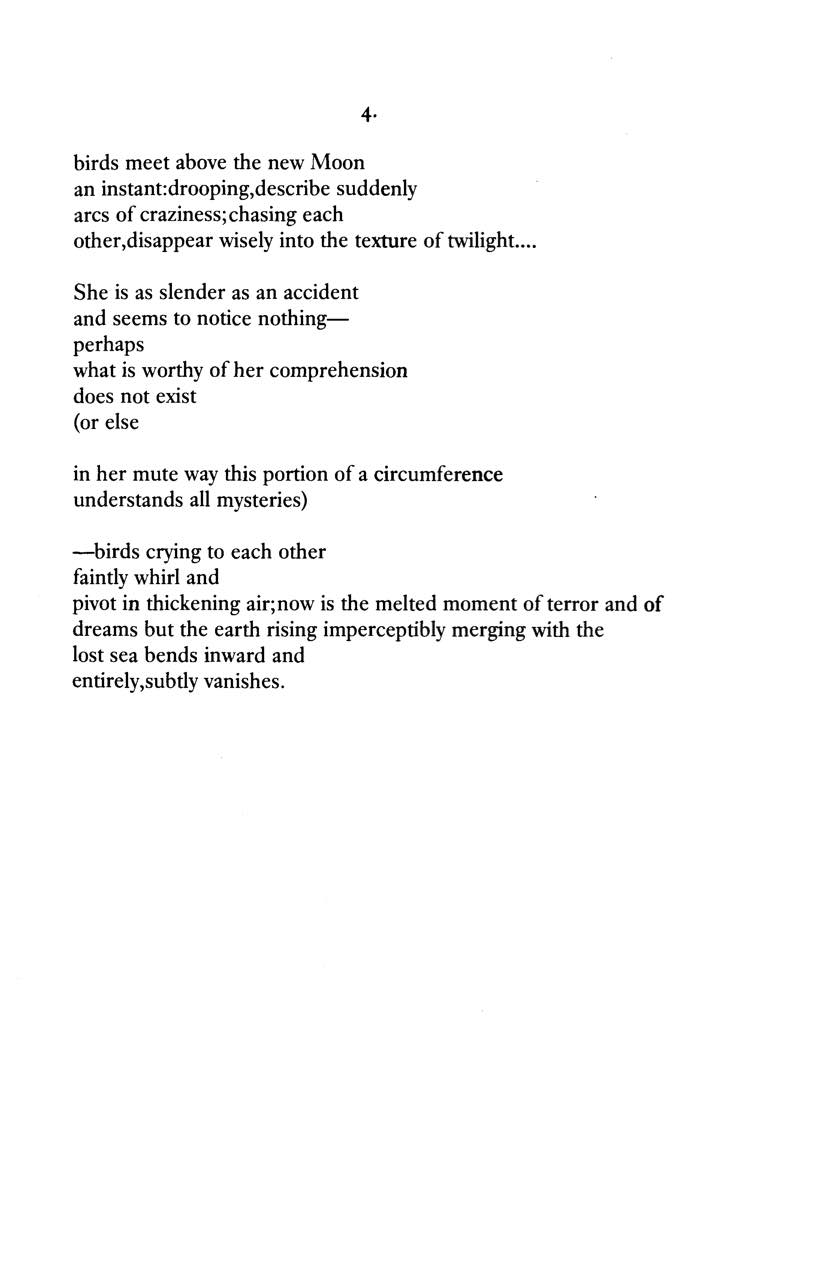 4.
birds meet above the new Moon
an instant:drooping,describe suddenly
arcs of craziness;chasing each
other,disappear wisely into the texture of twilight....
She is as slender as an accident
and seems to notice nothing—
perhaps
what is worthy of her comprehension
does not exist
(or else
in her mute way this portion of a circumference
understands all mysteries)
—birds crying to each other
faintly whirl and
pivot in thickening air;now is the melted moment of terror and of
dreams but the earth rising imperceptibly merging with the
lost sea bends inward and
entirely,subtly vanishes.